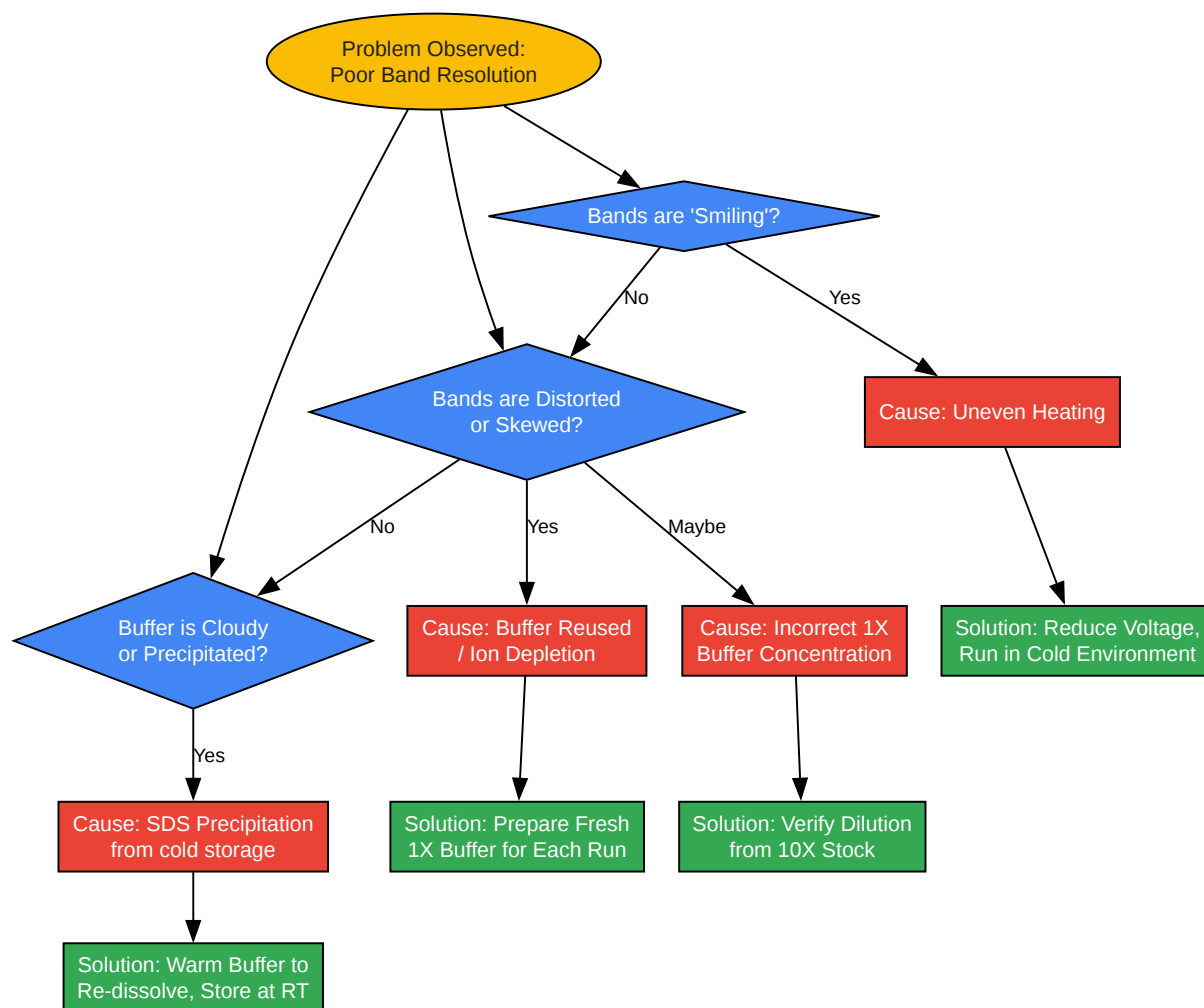 Problem Observed:
Poor Band Resolution
Bands are 'Smiling'?
No
Yes
Bands are Distorted
or Skewed?
Cause: Uneven Heating
No
Yes
Maybe
Buffer is Cloudy
or Precipitated?
Cause: Buffer Reused
/ Ion Depletion
Cause: Incorrect 1X
Buffer Concentration
Solution: Reduce Voltage,
Run in Cold Environment
Yes
Cause: SDS Precipitation
from cold storage
Solution: Prepare Fresh
1X Buffer for Each Run
Solution: Verify Dilution
from 10X Stock
Solution: Warm Buffer to
Re-dissolve, Store at RT